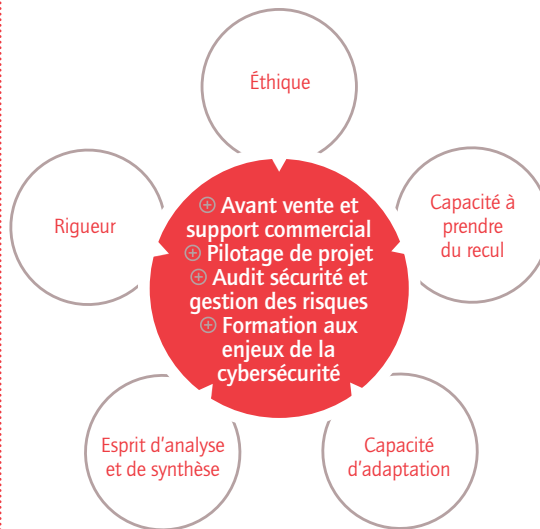 Éthique
Rigueur
Capacité à
prendre
du recul
⊕ Avant vente et
support commercial
⊕ Pilotage de projet
⊕ Audit sécurité et
gestion des risques
⊕ Formation aux
enjeux de la
cybersécurité
Esprit d'analyse
et de synthèse
Capacité
d'adaptation